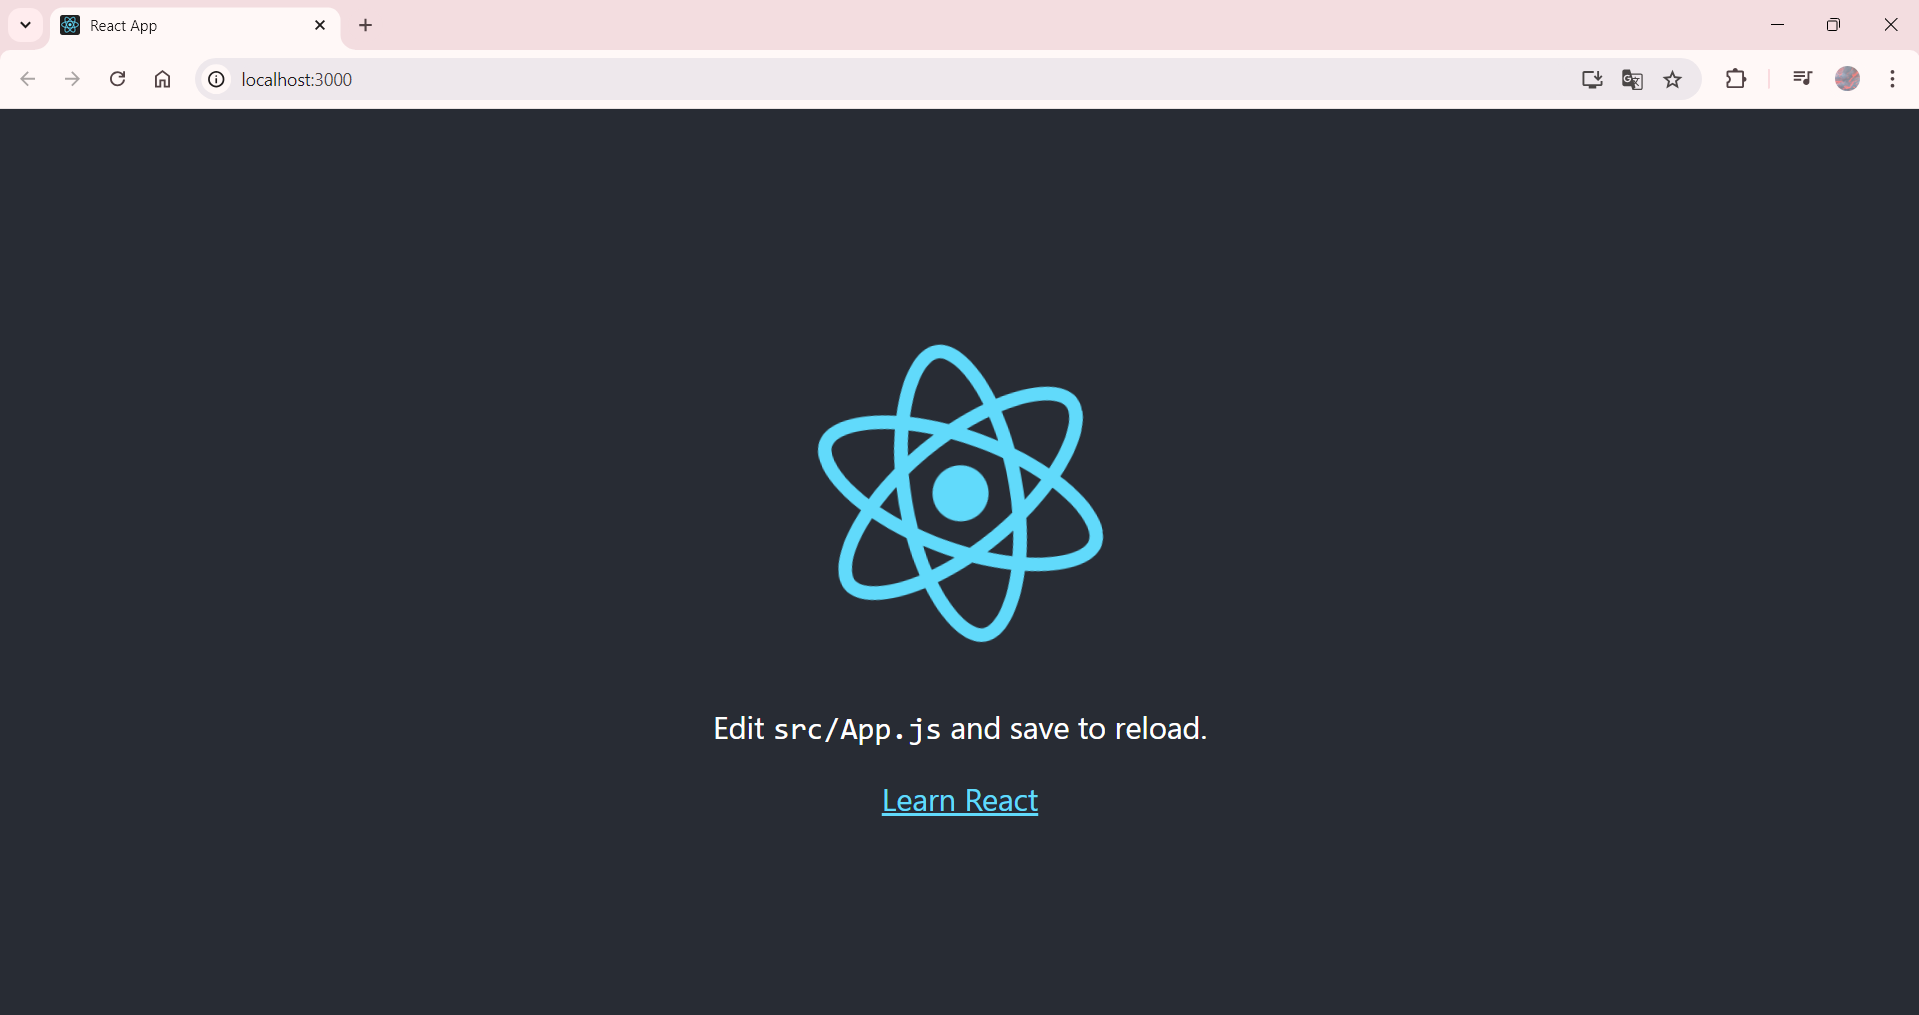 React App
localhost:3000
Edit src/App.js and save to reload.
Learn React